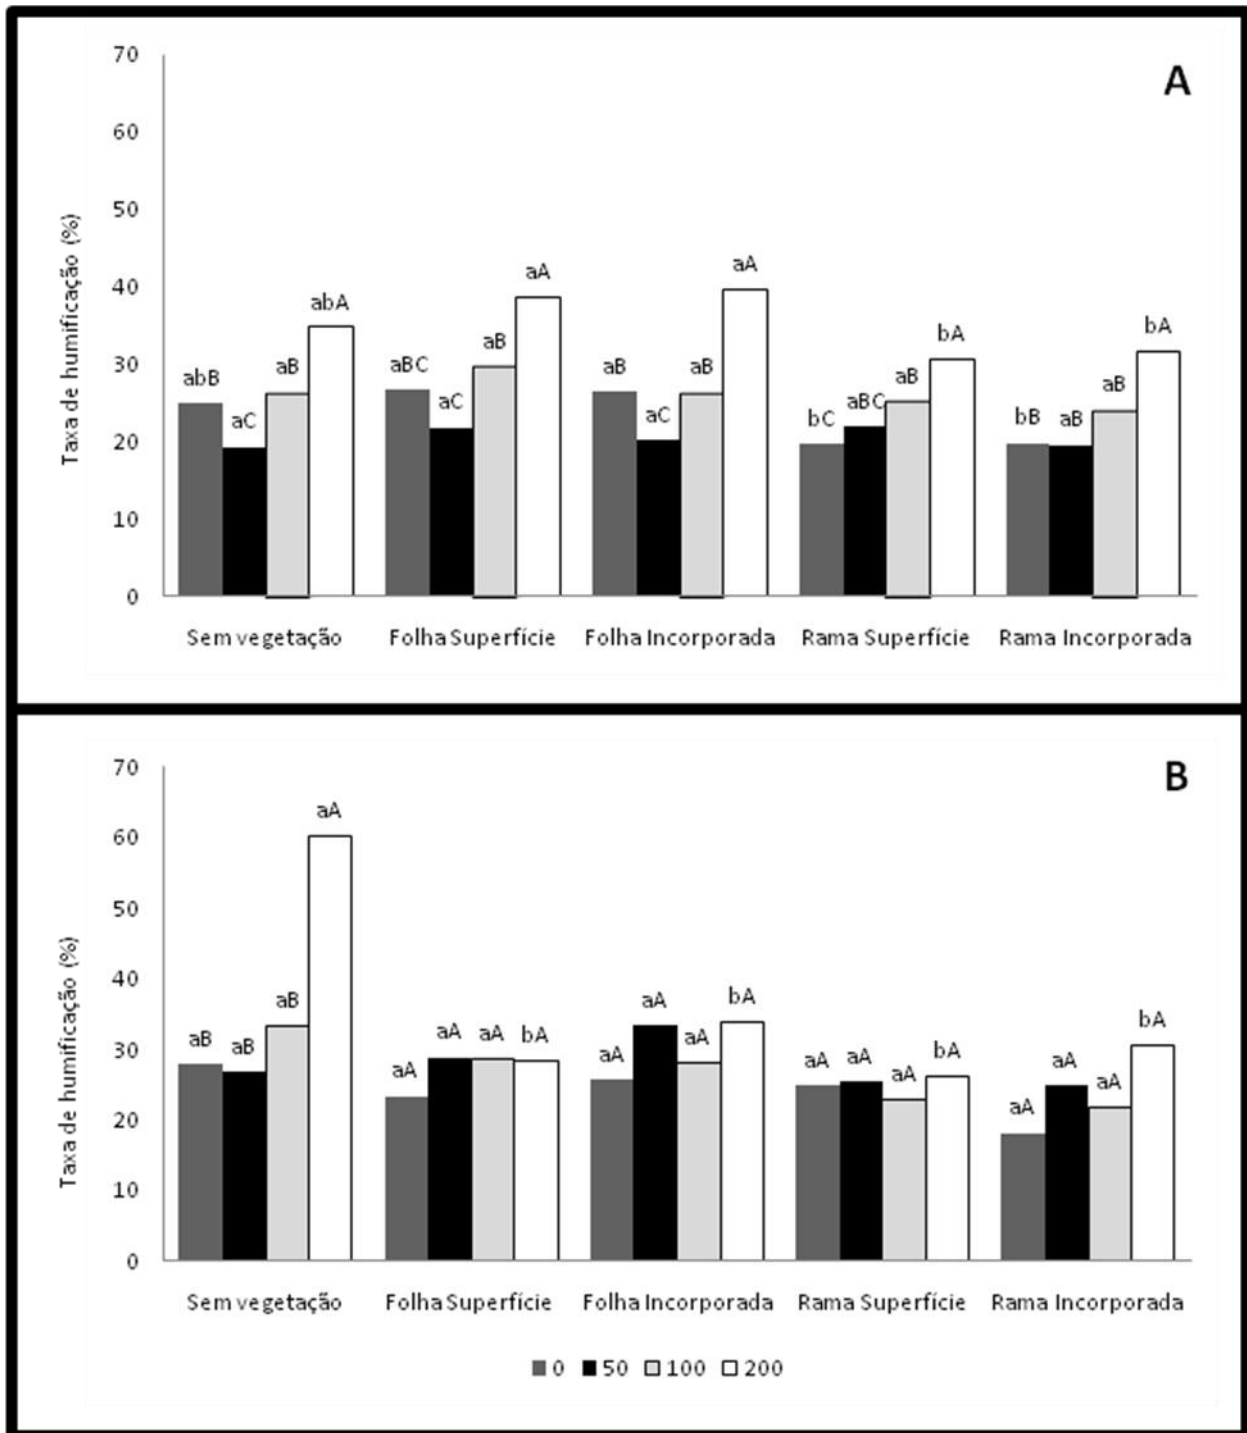 A
Taxa de humificação (%)
70
60
50
40
30
20
10
0
abB aC aB abA
aBC aC aB aA
aB aC aB aA
bC aBC aB bA
bB aB aB bA
Sem vegetação Folha Superfície Folha Incorporada Rama Superfície Rama Incorporada
B
Taxa de humificação (%)
70
60
50
40
30
20
10
0
aB aB aB aA
aA aA aA bA
aA aA aA bA
aA aA aA bA
aA aA aA bA
Sem vegetação Folha Superfície Folha Incorporada Rama Superfície Rama Incorporada
0 50 100 200